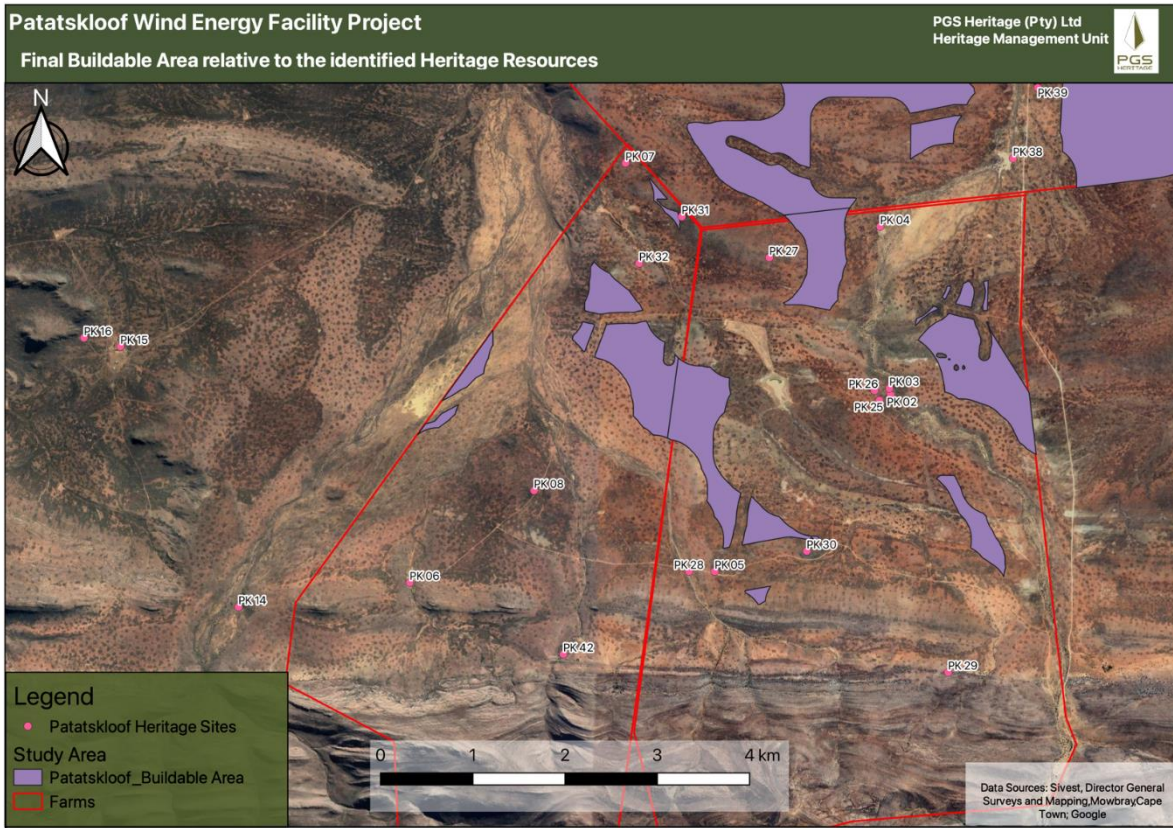 Patatskloof Wind Energy Facility Project
Final Buildable Area relative to the identified Heritage Resources
PGS Heritage (Pty) Ltd
Heritage Management Unit
PGS
HERITAGE
N
PK 39
PK 38
PK 07
PK 31
PK 04
PK 27
PK 32
PK 16
PK 15
PK 26
PK 03
PK 25
PK 02
PK 08
PK 30
PK 28
PK 05
PK 06
PK 14
PK 42
PK 29
Legend
Patatskloof Heritage Sites
Study Area
Patatskloof_Buildable Area
Farms
0 1 2 3 4 km
Data Sources: Sivest, Director General
Surveys and Mapping,Mowbray,Cape
Town; Google